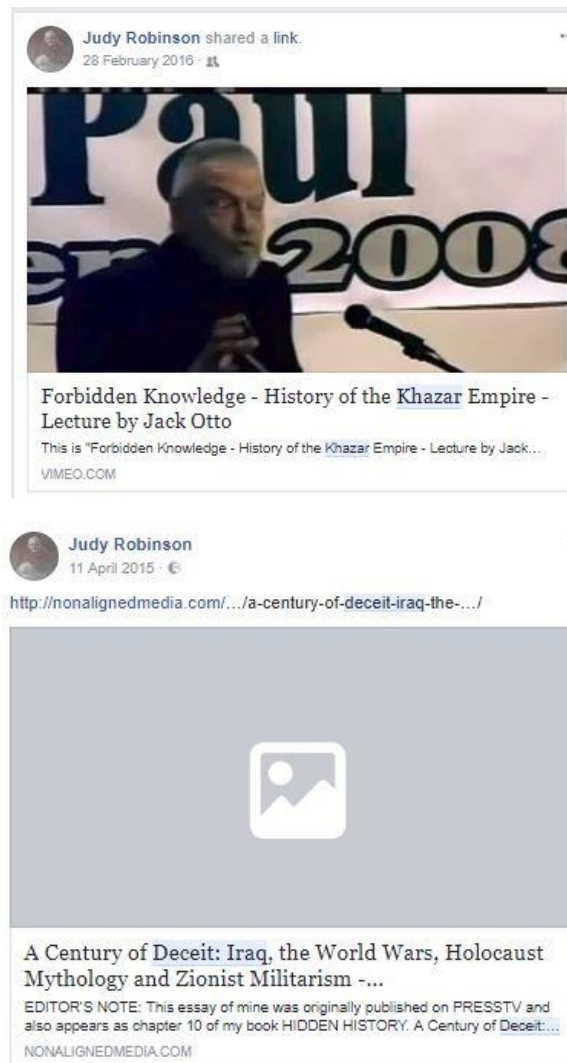 Judy Robinson shared a link.
28 February 2016 ·
Paul
2008
Forbidden Knowledge - History of the Khazar Empire -
Lecture by Jack Otto
This is "Forbidden Knowledge - History of the Khazar Empire - Lecture by Jack...
VIMEO.COM
Judy Robinson
11 April 2015 ·
http://nonalignedmedia.com/.../a-century-of-deceit-iraq-the-.../
A Century of Deceit: Iraq, the World Wars, Holocaust
Mythology and Zionist Militarism -...
EDITOR'S NOTE: This essay of mine was originally published on PRESSTV and
also appears as chapter 10 of my book HIDDEN HISTORY. A Century of Deceit:...
NONALIGNEDMEDIA.COM